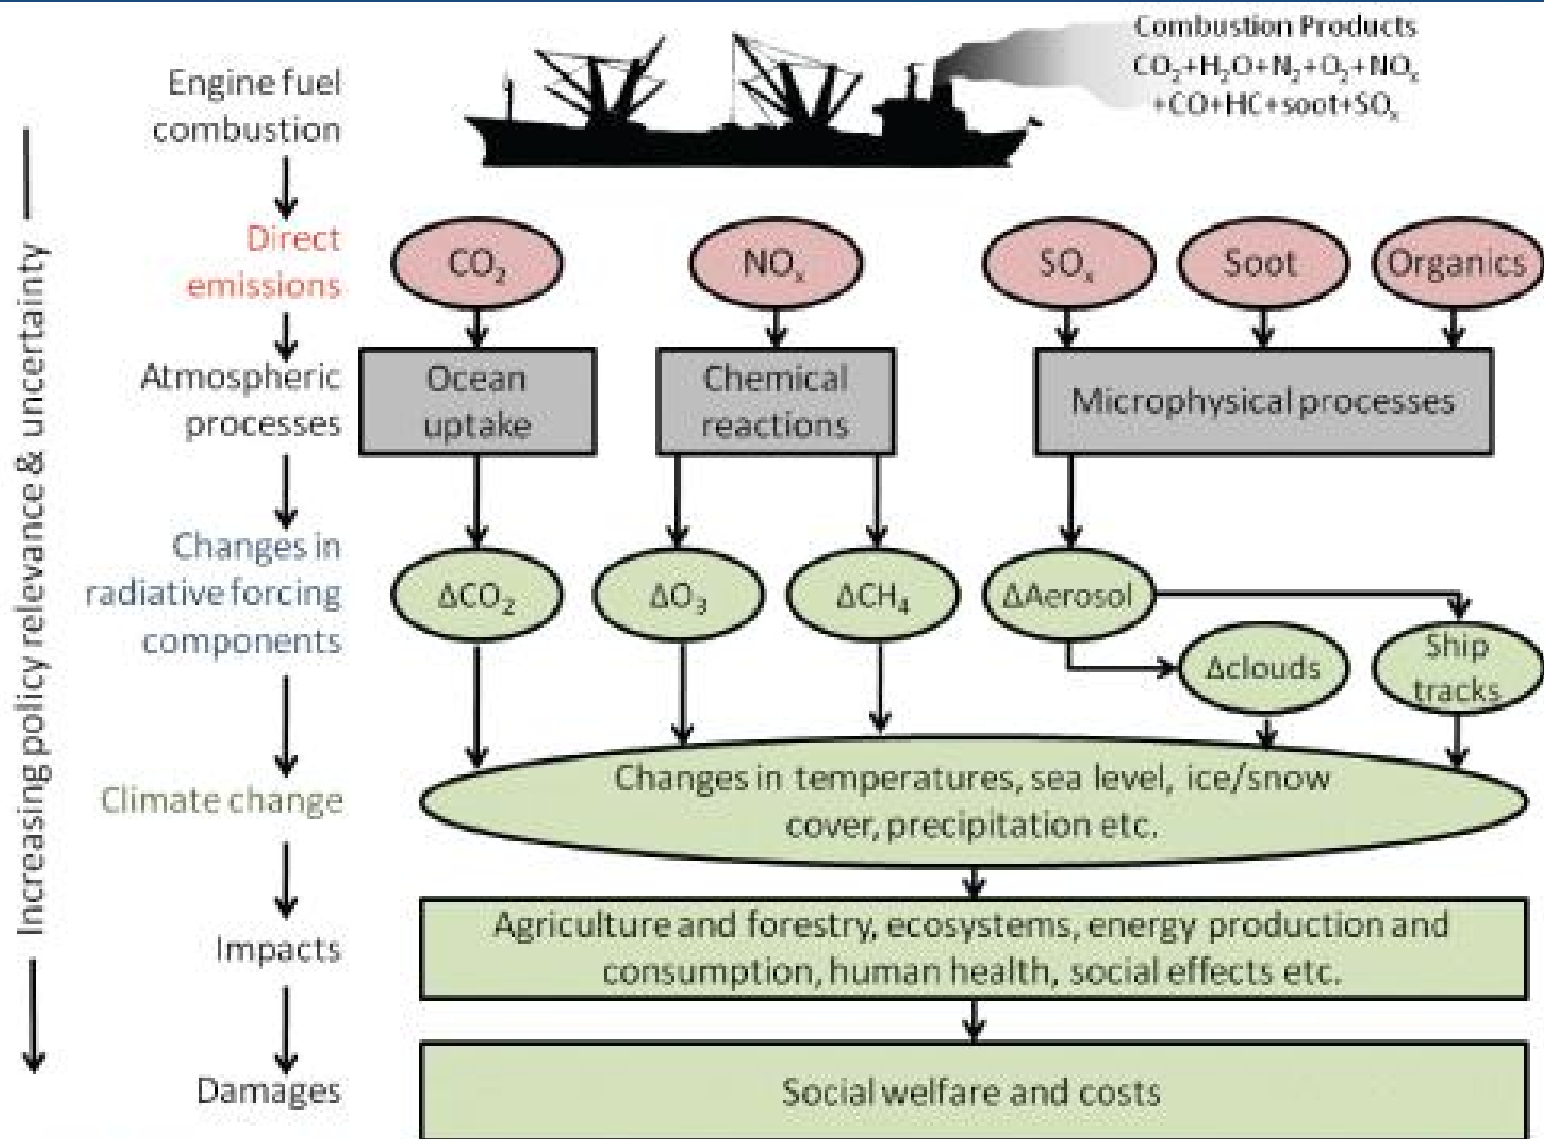 Combustion Products
CO₂+H₂O+N₂+O₂+NOₓ
+CO+HC+soot+SOₓ
Engine fuel
combustion
Increasing policy relevance & uncertainty
Direct
emissions
CO₂
NOₓ
SOₓ
Soot
Organics
Atmospheric
processes
Ocean
uptake
Chemical
reactions
Microphysical processes
Changes in
radiative forcing
components
ΔCO₂
ΔO₃
ΔCH₄
ΔAerosol
Δclouds
Ship
tracks
Climate change
Changes in temperatures, sea level, ice/snow
cover, precipitation etc.
Impacts
Agriculture and forestry, ecosystems, energy production and
consumption, human health, social effects etc.
Damages
Social welfare and costs